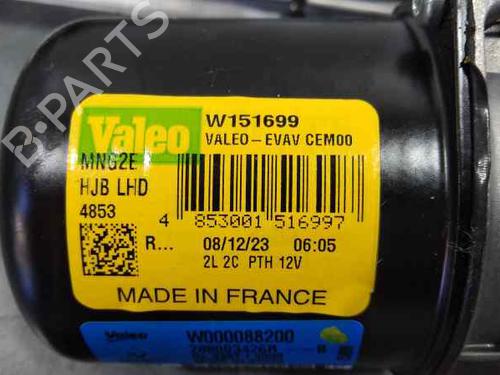 Valeo
W151699
VALEO-EVAV CEM00
MNG2E
HJB LHD
4853
4 853001 516997
R...
08/12/23 06:05
2L 2C PTH 12V
MADE IN FRANCE
Valeo
W000088200
B-PARTS